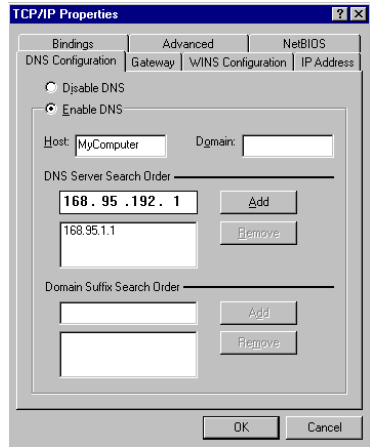 TCP/IP Properties
Bindings Advanced NetBIOS
DNS Configuration Gateway WINS Configuration IP Address
Disable DNS
Enable DNS
Host: MyComputer Domain:
DNS Server Search Order
168. 95 .192. 1 Add
168.95.1.1 Remove
Domain Suffix Search Order
Add
Remove
OK Cancel